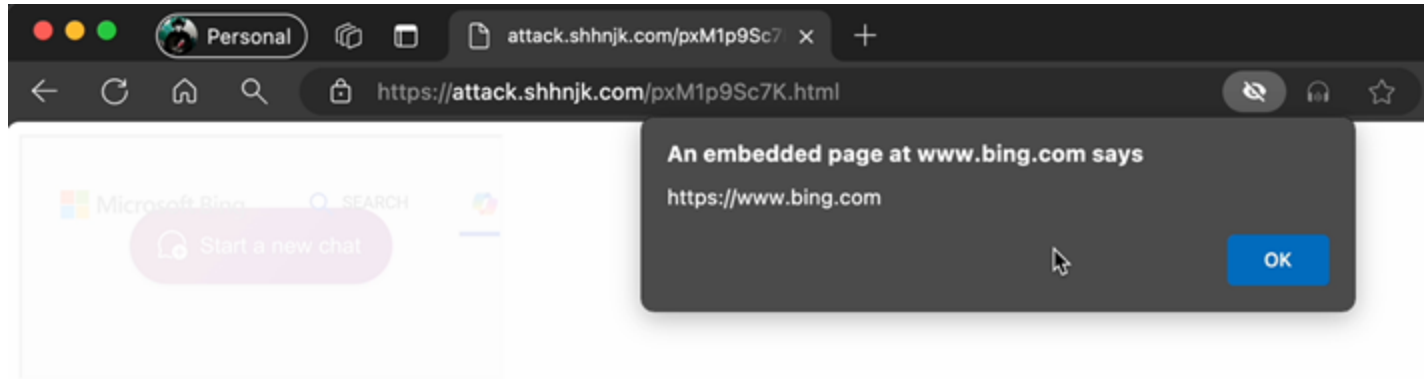 Personal
attack.shhnjk.com/pxM1p9Sc7
https://attack.shhnjk.com/pxM1p9Sc7K.html
An embedded page at www.bing.com says
https://www.bing.com
OK
Microsoft Bing
SEARCH
Start a new chat